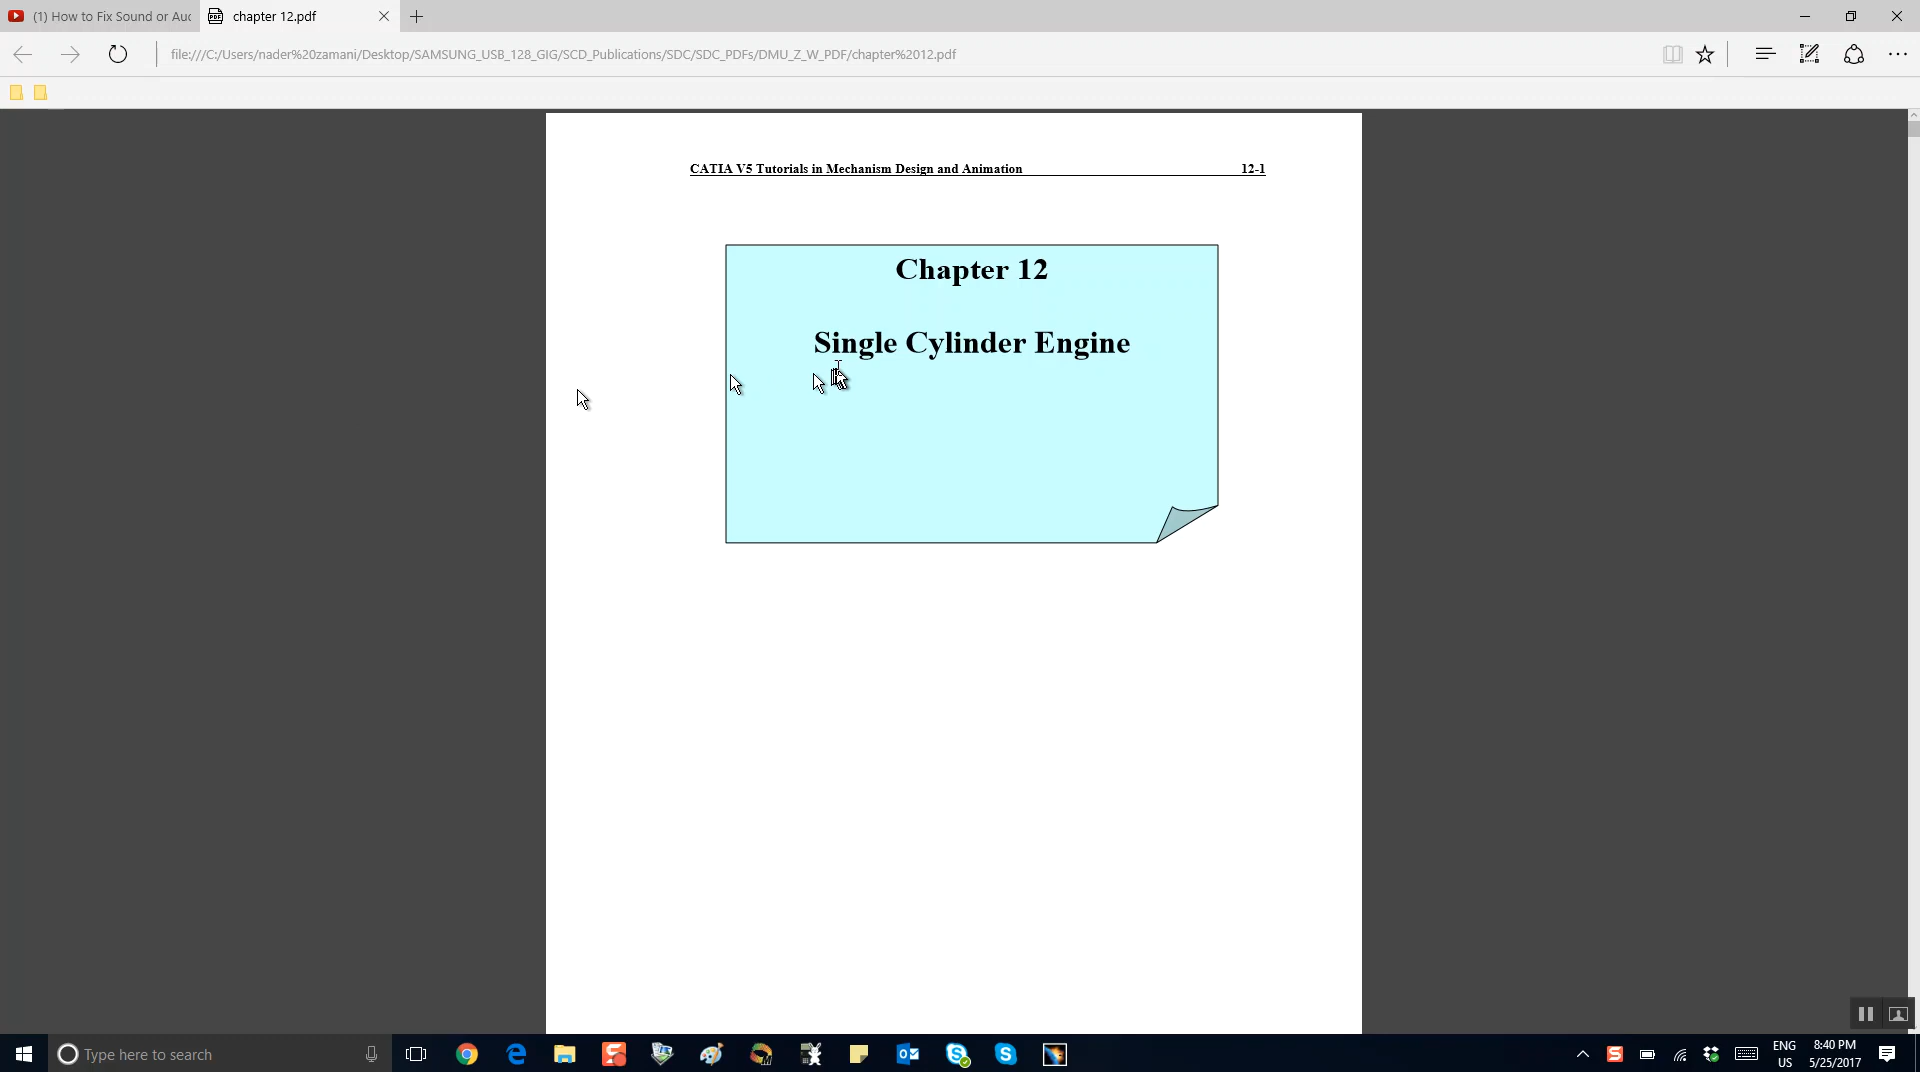 (1) How to Fix Sound or Auc
chapter 12.pdf
file:///C:/Users/nader%20zamani/Desktop/SAMSUNG_USB_128_GIG/SCD_Publications/SDC/SDC_PDFs/DMU_Z_W_PDF/chapter%2012.pdf
CATIA V5 Tutorials in Mechanism Design and Animation 12-1
Chapter 12
Single Cylinder Engine
Type here to search
ENG 8:40 PM
US 5/25/2017